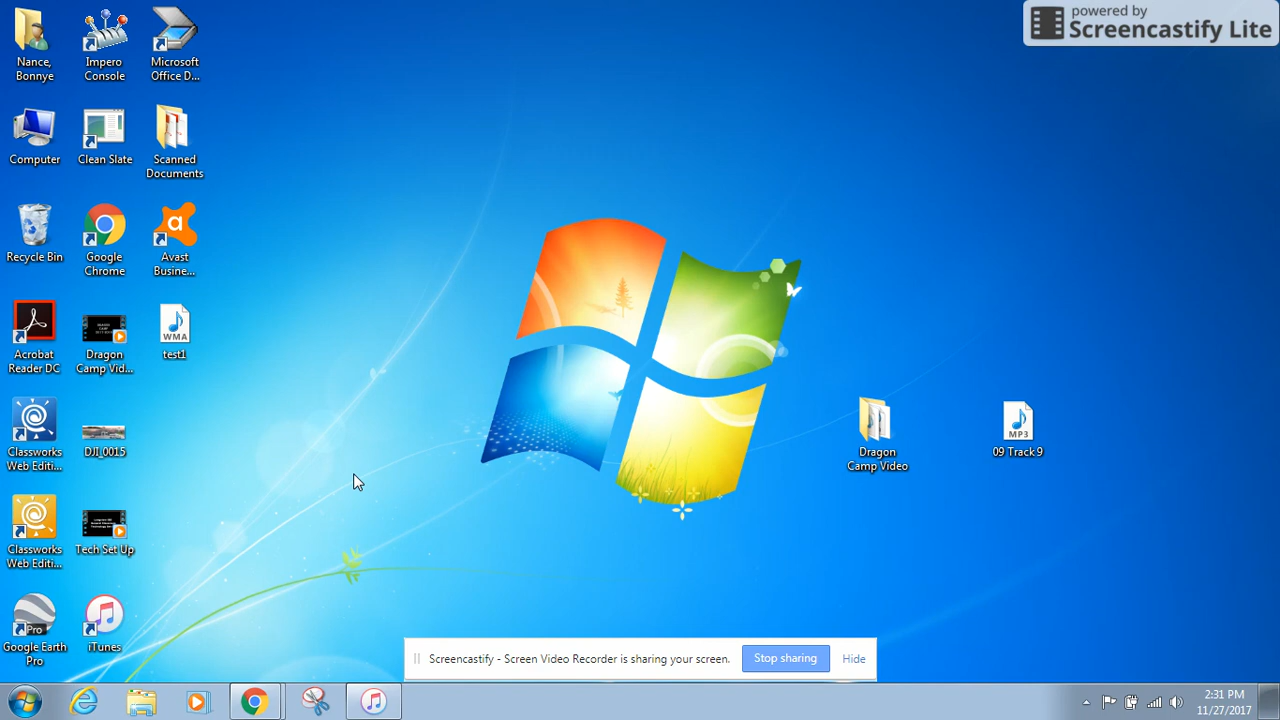 powered by
Screencastify Lite
Nance,
Bonnye
Impero
Console
Microsoft
Office D...
Computer
Clean Slate
Scanned
Documents
Recycle Bin
Google
Chrome
Avast
Busine...
Acrobat
Reader DC
Dragon
Camp Vid...
WMA
test1
Classworks
Web Editi...
DJI_0015
Dragon
Camp Video
MP3
09 Track 9
Classworks
Web Editi...
Tech Set Up
Pro
Google Earth
Pro
iTunes
Screencastify - Screen Video Recorder is sharing your screen.
Stop sharing
Hide
2:31 PM
11/27/2017